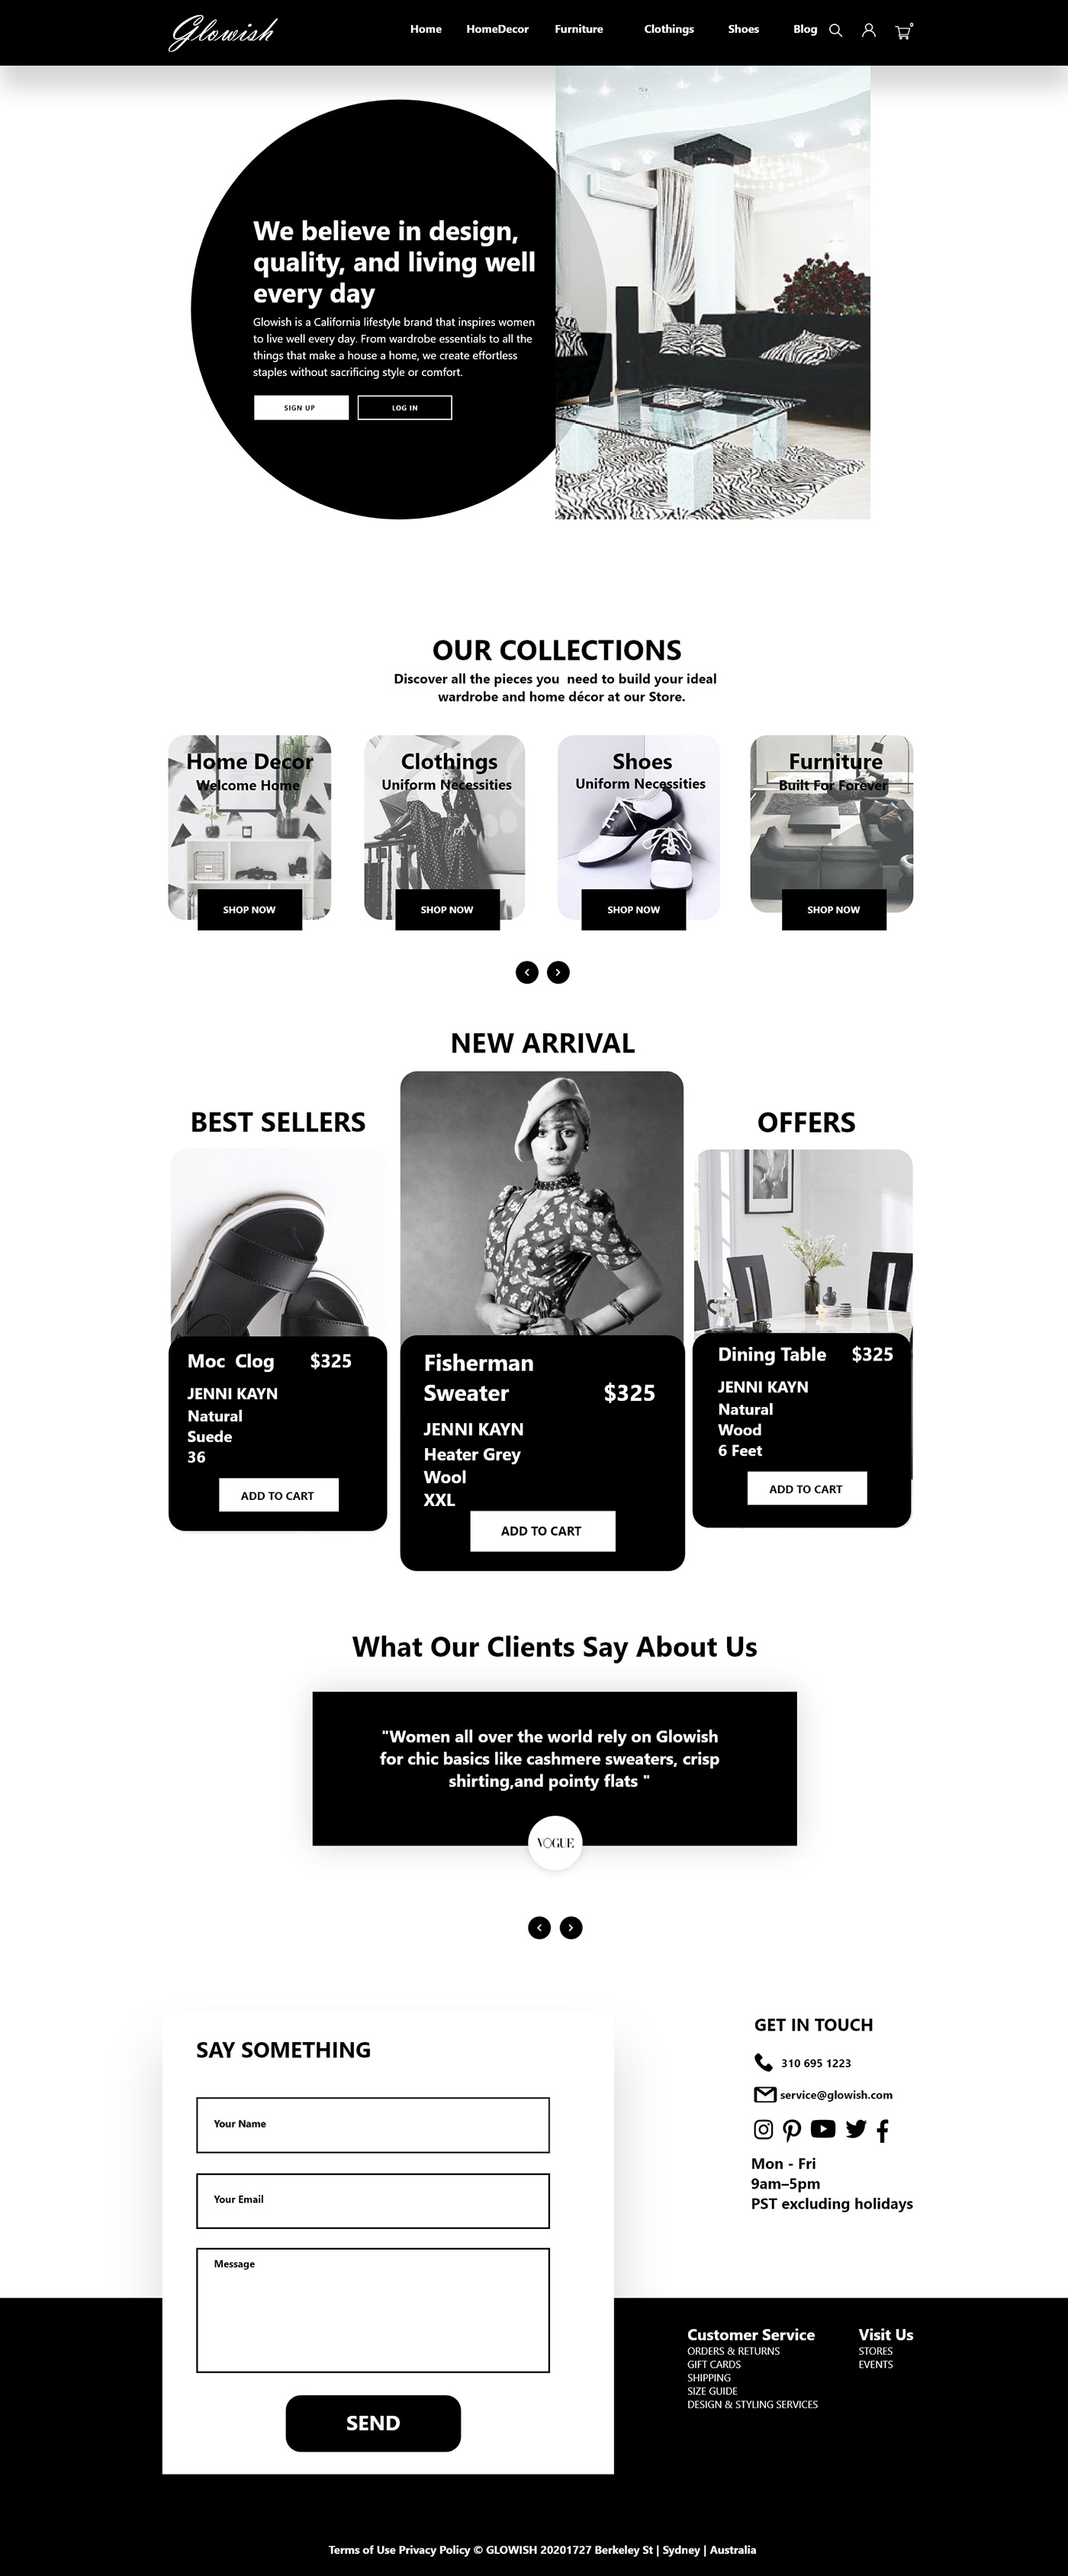 Glowish
Home HomeDecor Furniture Clothings Shoes Blog
0
We believe in design,
quality, and living well
every day
Glowish is a California lifestyle brand that inspires women
to live well every day. From wardrobe essentials to all the
things that make a house a home, we create effortless
staples without sacrificing style or comfort.
SIGN UP LOG IN
OUR COLLECTIONS
Discover all the pieces you need to build your ideal
wardrobe and home décor at our Store.
Home Decor
Welcome Home
SHOP NOW
Clothings
Uniform Necessities
SHOP NOW
Shoes
Uniform Necessities
SHOP NOW
Furniture
Built For Forever
SHOP NOW
NEW ARRIVAL
BEST SELLERS
OFFERS
Moc Clog $325
JENNI KAYN
Natural
Suede
36
ADD TO CART
Fisherman
Sweater $325
JENNI KAYN
Heater Grey
Wool
XXL
ADD TO CART
Dining Table $325
JENNI KAYN
Natural
Wood
6 Feet
ADD TO CART
What Our Clients Say About Us
"Women all over the world rely on Glowish
for chic basics like cashmere sweaters, crisp
shirting,and pointy flats "
VOGUE
SAY SOMETHING
Your Name
Your Email
Message
SEND
GET IN TOUCH
310 695 1223
service@glowish.com
Mon - Fri
9am–5pm
PST excluding holidays
Customer Service
ORDERS & RETURNS
GIFT CARDS
SHIPPING
SIZE GUIDE
DESIGN & STYLING SERVICES
Visit Us
STORES
EVENTS
Terms of Use Privacy Policy © GLOWISH 20201727 Berkeley St | Sydney | Australia